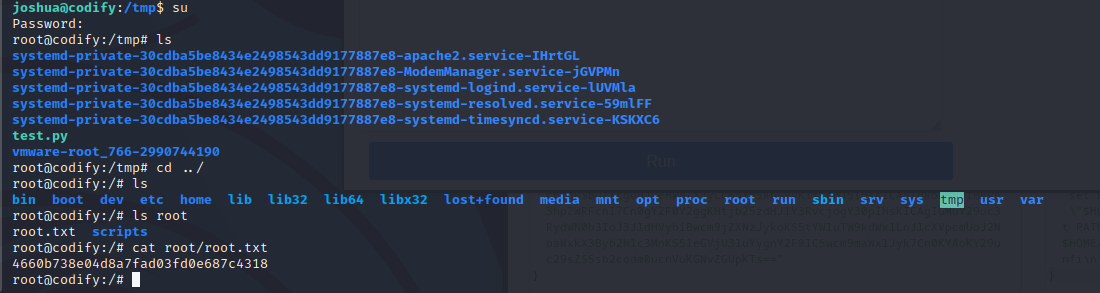 joshua@codify:/tmp$ su
Password:
root@codify:/tmp# ls
systemd-private-30cdba5be8434e2498543dd9177887e8-apache2.service-IHrtGL
systemd-private-30cdba5be8434e2498543dd9177887e8-ModemManager.service-jGVPMn
systemd-private-30cdba5be8434e2498543dd9177887e8-systemd-logind.service-lUVMla
systemd-private-30cdba5be8434e2498543dd9177887e8-systemd-resolved.service-59mlFF
systemd-private-30cdba5be8434e2498543dd9177887e8-systemd-timesyncd.service-KSKXC6
test.py
vmware-root_766-2990744190
root@codify:/tmp# cd ../
Run
root@codify:/# ls
bin boot dev etc home lib lib32 lib64 libx32 lost+found media mnt opt proc root run sbin srv sys tmp usr var
root@codify:/# ls root
root.txt scripts
root@codify:/# cat root/root.txt
4660b738e04d8a7fad03fd0e687c4318
root@codify:/#